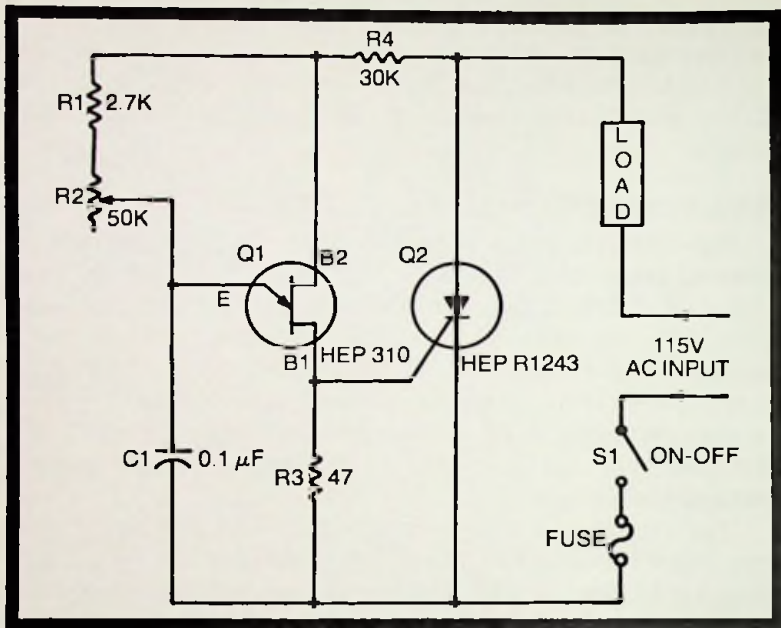 R4
30K
R1 2.7K
R2
50K
LOAD
Q1
B2
Q2
E
B1
HEP 310
HEP R1243
115V
AC INPUT
C1
0.1 μF
R3
47
S1
ON-OFF
FUSE